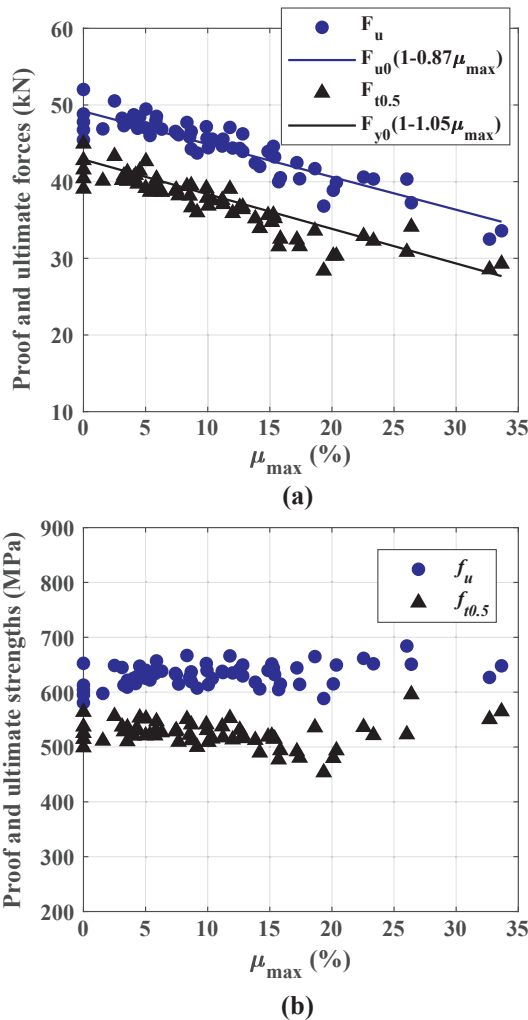 60
50
40
30
20
10
Proof and ultimate forces (kN)
F_u
F_u0(1-0.87μ_max)
F_t0.5
F_y0(1-1.05μ_max)
0 5 10 15 20 25 30 35
μ_max (%)
(a)
900
800
700
600
500
400
300
200
Proof and ultimate strengths (MPa)
f_u
f_t0.5
0 5 10 15 20 25 30 35
μ_max (%)
(b)